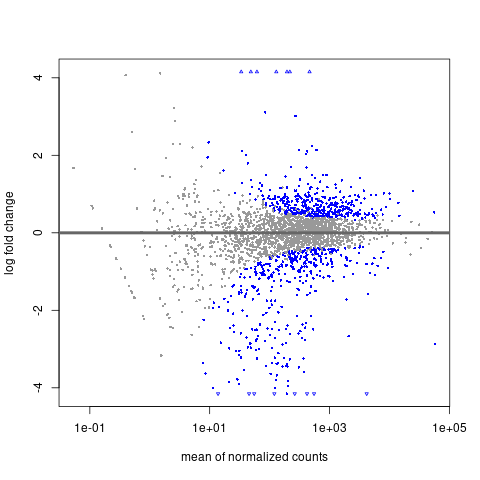 4
2
0
-2
-4
log fold change
1e-01
1e+01
1e+03
1e+05
mean of normalized counts